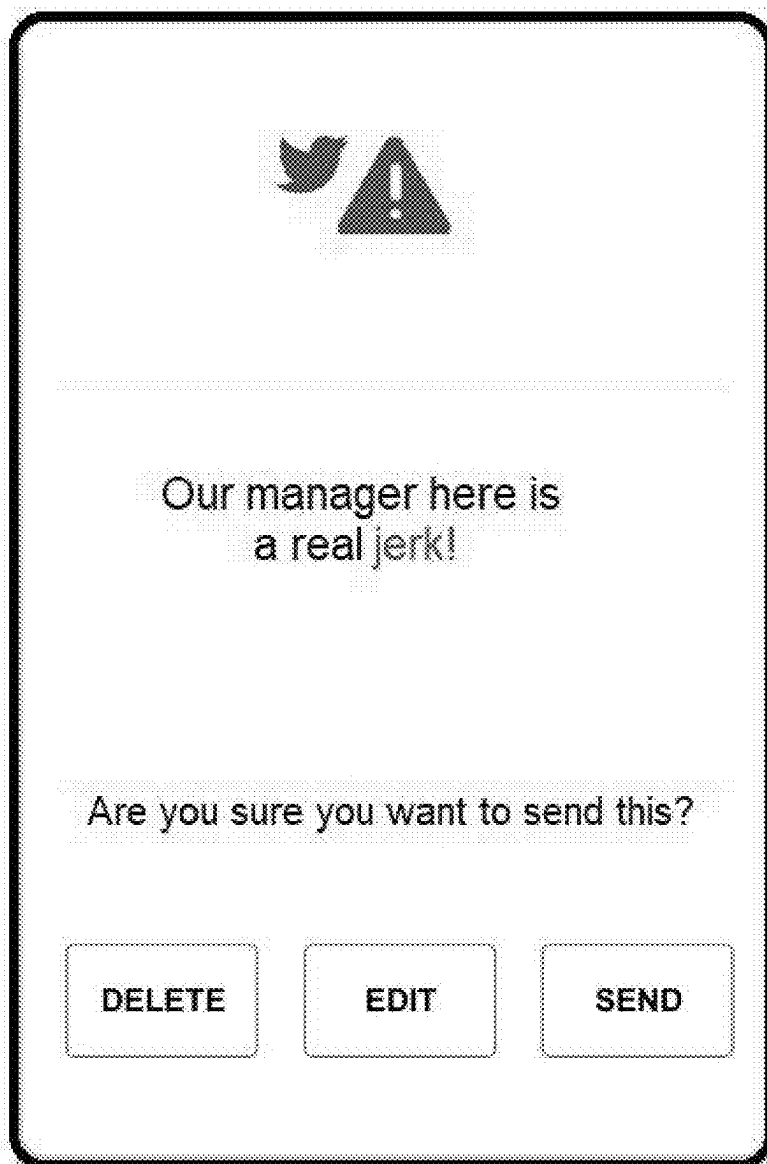 Our manager here is
a real jerk!
Are you sure you want to send this?
DELETE EDIT SEND